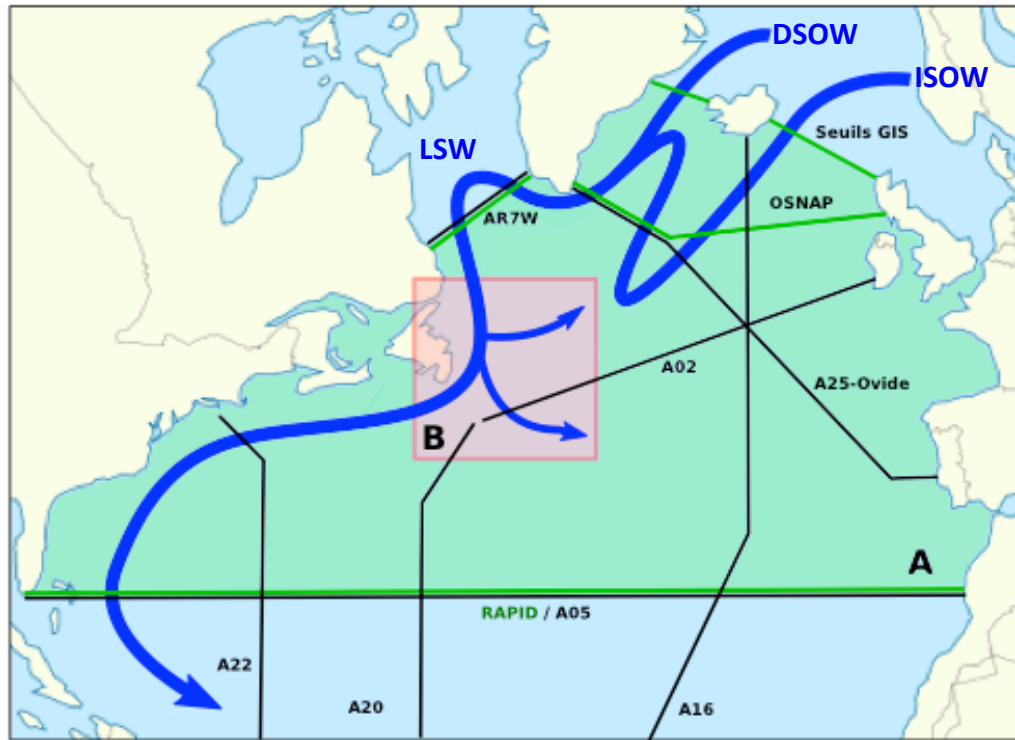 DSOW
ISOW
Seuils GIS
LSW
OSNAP
AR7W
A02
A25-Ovide
B
A
RAPID / A05
A22
A20
A16